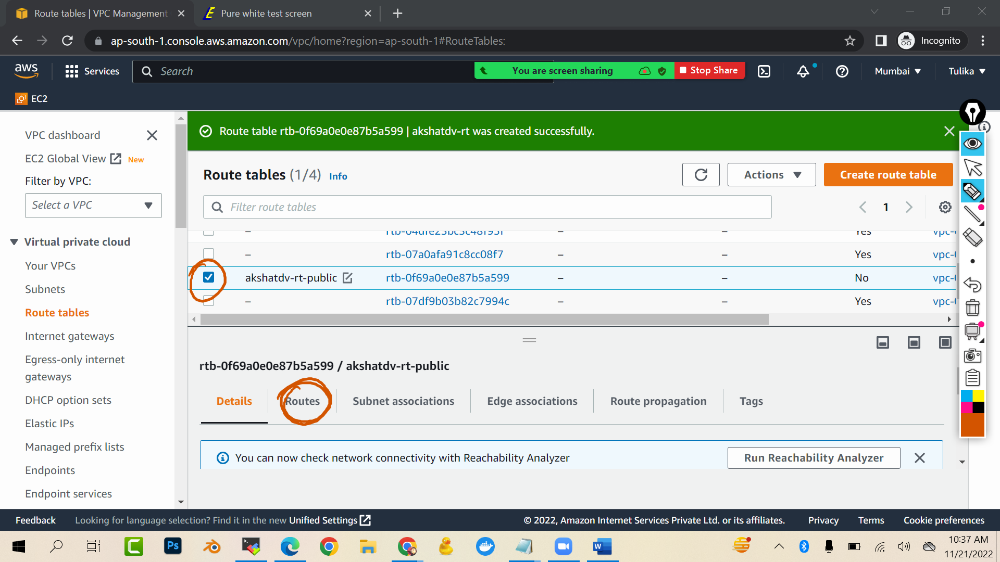 Route tables | VPC Management
Pure white test screen
ap-south-1.console.aws.amazon.com/vpc/home?region=ap-south-1#RouteTables:
Incognito
aws
Services
Search
You are screen sharing
Stop Share
Mumbai
Tulika
EC2
VPC dashboard
EC2 Global View New
Filter by VPC:
Select a VPC
Virtual private cloud
Your VPCs
Subnets
Route tables
Internet gateways
Egress-only internet
gateways
DHCP option sets
Elastic IPs
Managed prefix lists
Endpoints
Endpoint services
Route table rtb-0f69a0e0e87b5a599 | akshatdv-rt was created successfully.
Route tables (1/4) Info
Actions
Create route table
Filter route tables
1
– rtb-04dfe25bc5c48f95f – – Yes vpc-
– rtb-07a0afa91c8cc08f7 – – Yes vpc-
akshatdv-rt-public rtb-0f69a0e0e87b5a599 – – No vpc-
– rtb-07df9b03b82c7994c – – Yes vpc-
rtb-0f69a0e0e87b5a599 / akshatdv-rt-public
Details
Routes
Subnet associations
Edge associations
Route propagation
Tags
You can now check network connectivity with Reachability Analyzer
Run Reachability Analyzer
Feedback
Looking for language selection? Find it in the new Unified Settings
© 2022, Amazon Internet Services Private Ltd. or its affiliates.
Privacy
Terms
Cookie preferences
Ps
W
10:37 AM
11/21/2022